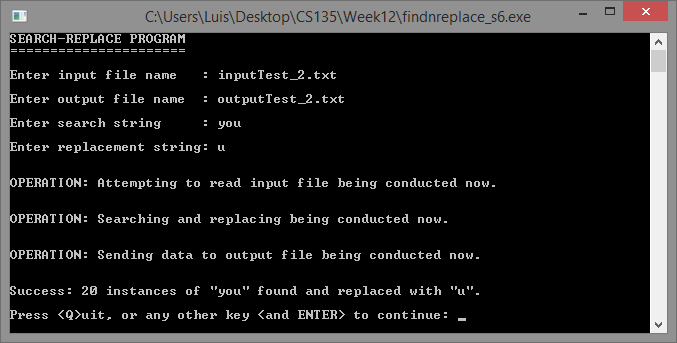 C:\Users\Luis\Desktop\CS135\Week12\findnreplace_s6.exe
SEARCH-REPLACE PROGRAM
======================
Enter input file name   : inputTest_2.txt
Enter output file name  : outputTest_2.txt
Enter search string     : you
Enter replacement string: u
OPERATION: Attempting to read input file being conducted now.
OPERATION: Searching and replacing being conducted now.
OPERATION: Sending data to output file being conducted now.
Success: 20 instances of "you" found and replaced with "u".
Press <Q>uit, or any other key <and ENTER> to continue: _